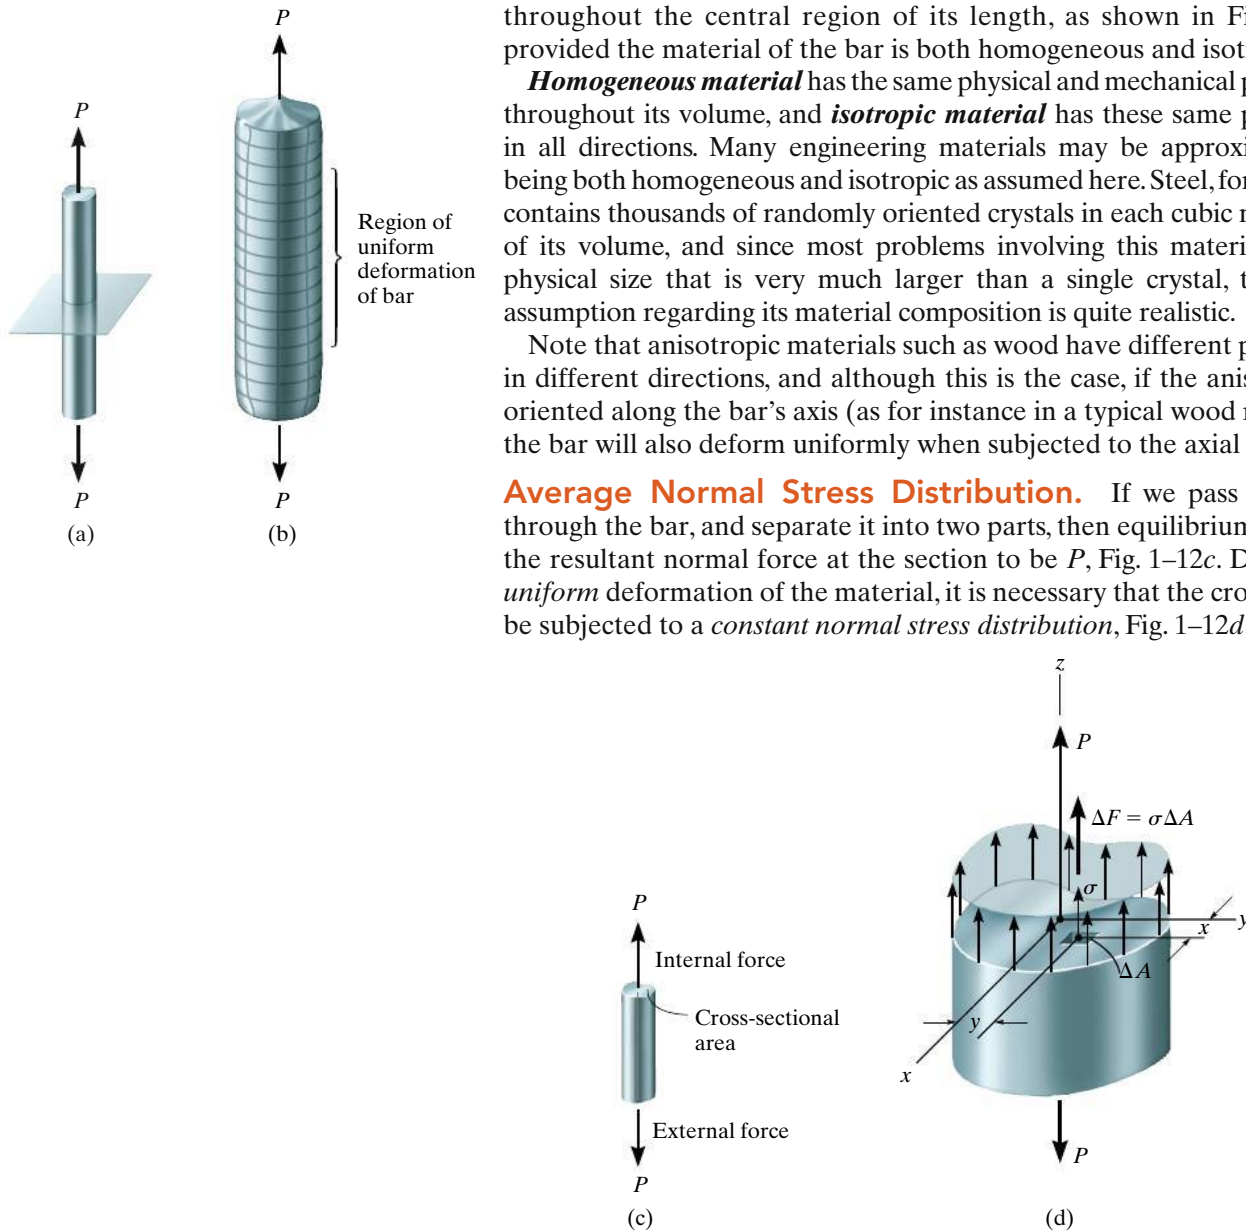 P
P
P
(a)
P
Region of
uniform
deformation
of bar
P
(b)
throughout the central region of its length, as shown in Fi
provided the material of the bar is both homogeneous and isot
Homogeneous material has the same physical and mechanical p
throughout its volume, and isotropic material has these same p
in all directions. Many engineering materials may be approxi
being both homogeneous and isotropic as assumed here. Steel, for
contains thousands of randomly oriented crystals in each cubic m
of its volume, and since most problems involving this materi
physical size that is very much larger than a single crystal, t
assumption regarding its material composition is quite realistic.
Note that anisotropic materials such as wood have different p
in different directions, and although this is the case, if the anis
oriented along the bar's axis (as for instance in a typical wood r
the bar will also deform uniformly when subjected to the axial
Average Normal Stress Distribution. If we pass
through the bar, and separate it into two parts, then equilibrium
the resultant normal force at the section to be P, Fig. 1–12c. D
uniform deformation of the material, it is necessary that the cro
be subjected to a constant normal stress distribution, Fig. 1–12d
P
Internal force
Cross-sectional
area
External force
P
(c)
z
P
ΔF = σΔA
σ
y
x
ΔA
y
x
P
(d)